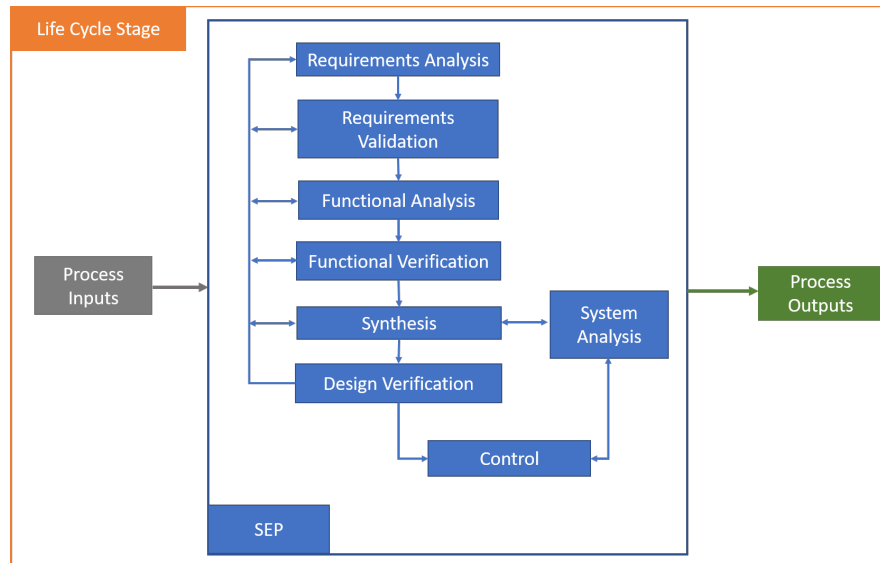 Life Cycle Stage
Requirements Analysis
Requirements
Validation
Functional Analysis
Functional Verification
Process
Inputs
Synthesis
System
Analysis
Process
Outputs
Design Verification
Control
SEP